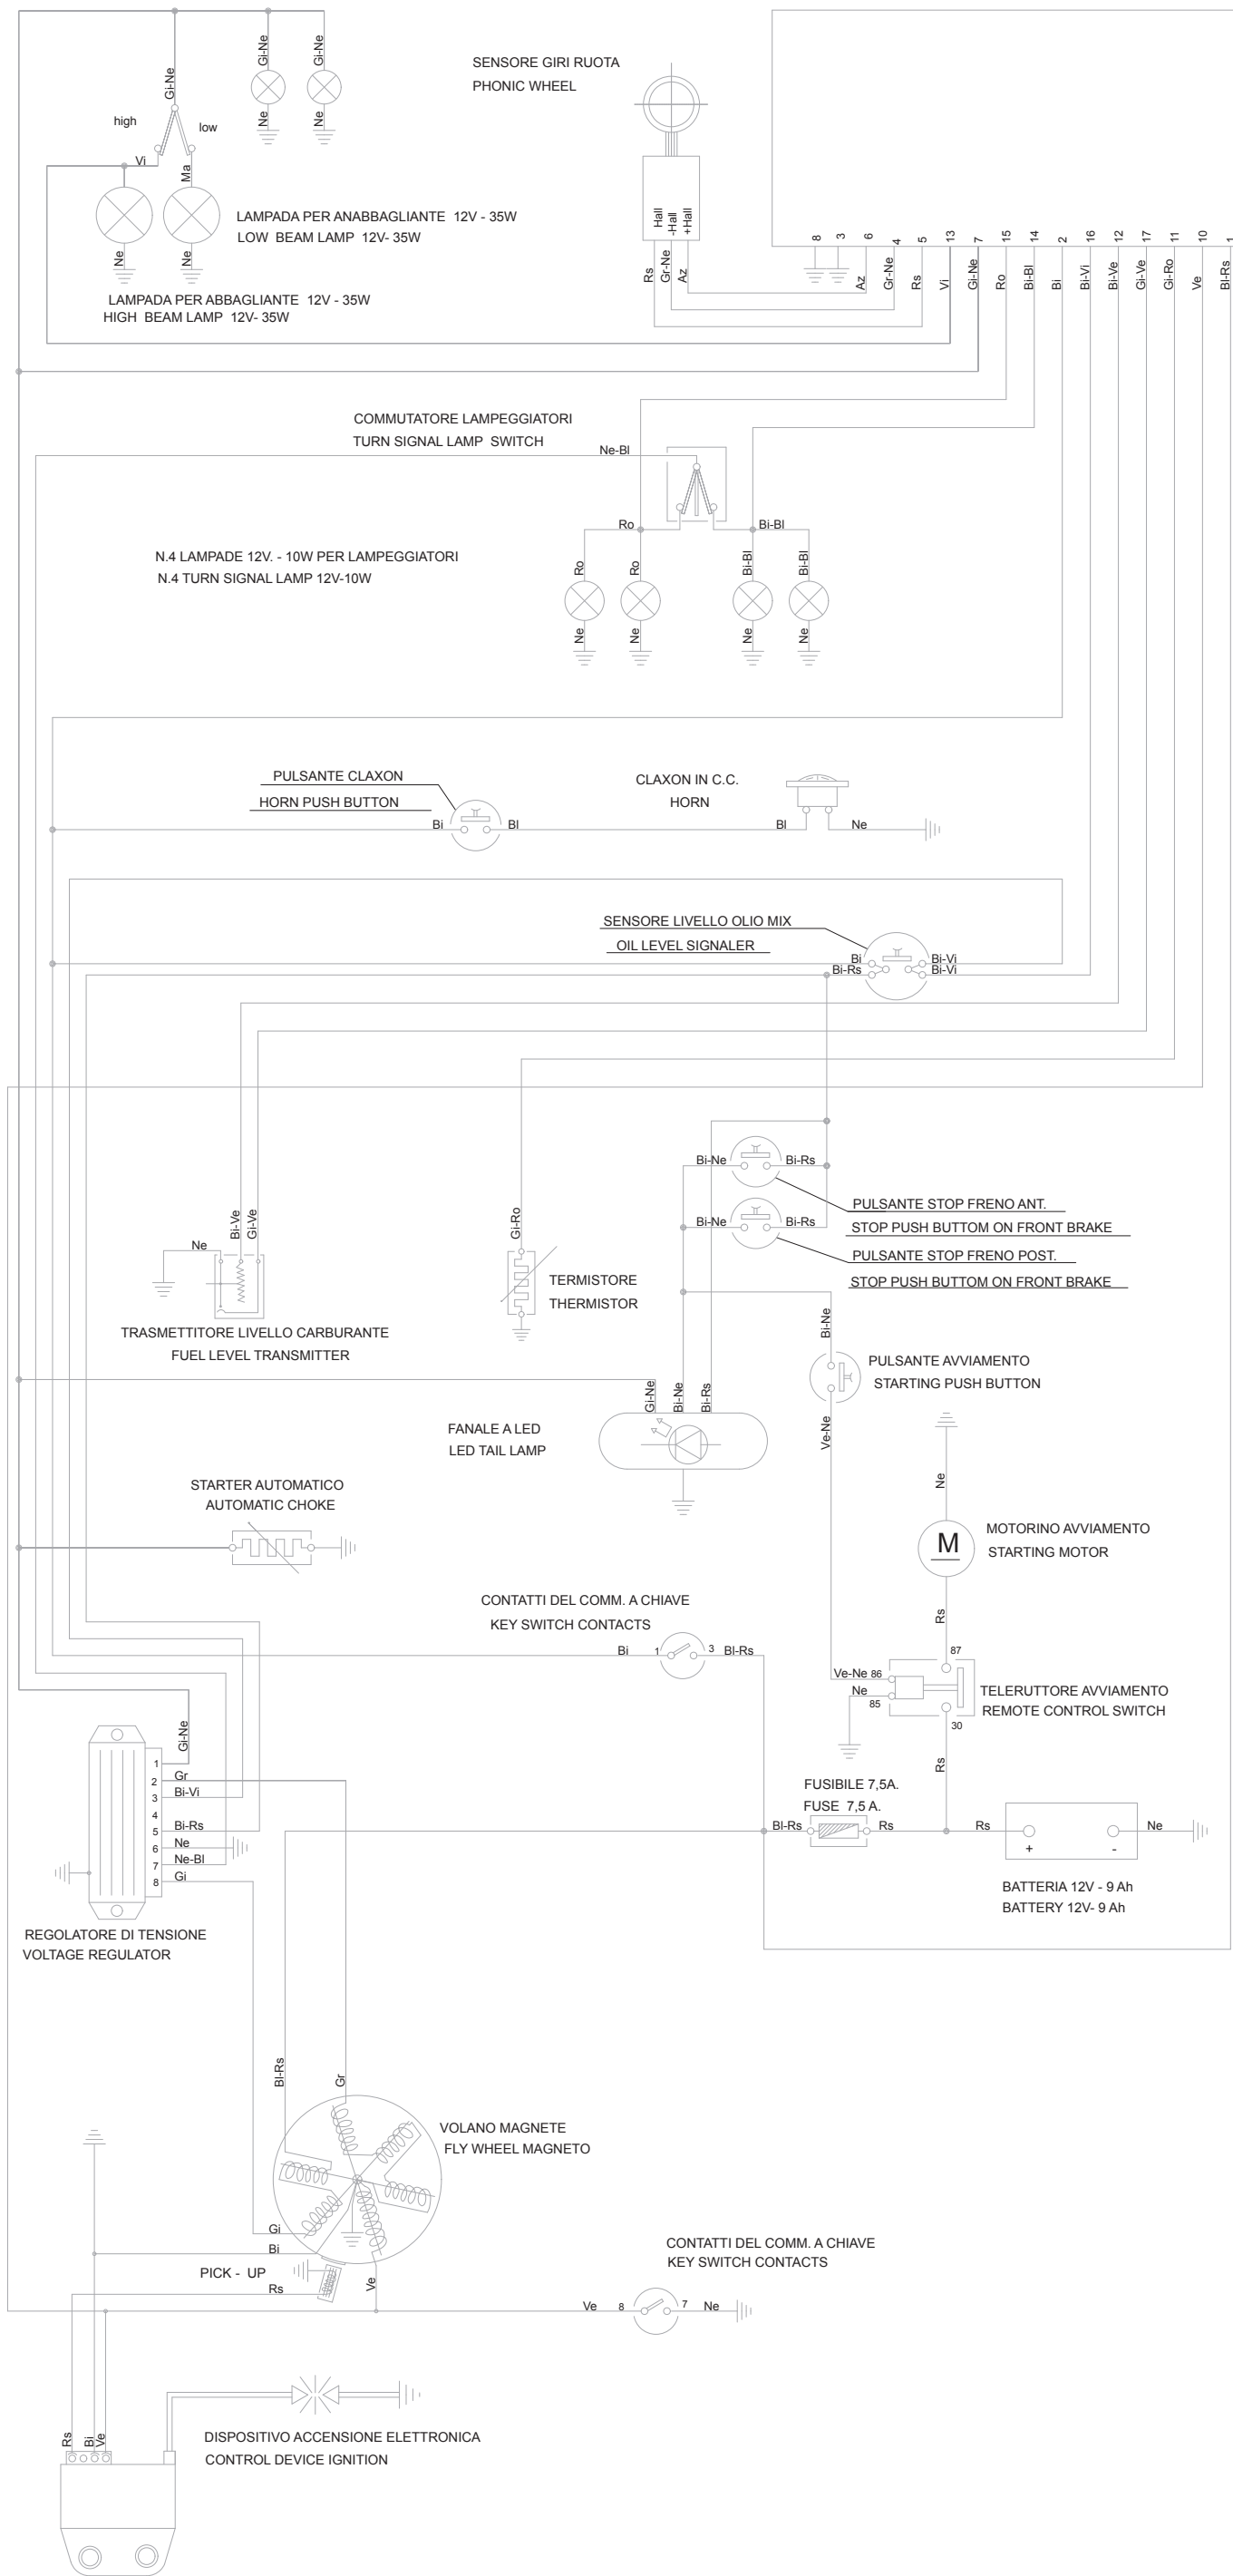 Gi-Ne
Gi-Ne
Gi-Ne
high
low
Vi
Ma
Ne
Ne
Ne
Ne
LAMPADA PER ANABBAGLIANTE 12V - 35W
LOW BEAM LAMP 12V- 35W
LAMPADA PER ABBAGLIANTE 12V - 35W
HIGH BEAM LAMP 12V- 35W
SENSORE GIRI RUOTA
PHONIC WHEEL
Hall
-Hall
+Hall
Rs
Gr-Ne
Az
8
3
6
4
5
13
7
15
14
2
16
12
17
11
10
1
Az
Gr-Ne
Rs
Vi
Gi-Ne
Ro
Bi-Bl
Bi
Bi-Vi
Bi-Ve
Gi-Ve
Gi-Ro
Ve
Bi-Rs
COMMUTATORE LAMPEGGIATORI
TURN SIGNAL LAMP SWITCH
Ne-Bl
Ro
Bi-Bl
N.4 LAMPADE 12V. - 10W PER LAMPEGGIATORI
N.4 TURN SIGNAL LAMP 12V-10W
Ro
Ro
Bi-Bl
Bi-Bl
Ne
Ne
Ne
Ne
PULSANTE CLAXON
HORN PUSH BUTTON
Bi
Bl
CLAXON IN C.C.
HORN
Bl
Ne
SENSORE LIVELLO OLIO MIX
OIL LEVEL SIGNALER
Bi
Bi-Rs
Bi-Vi
Bi-Vi
Bi-Ne
Bi-Rs
Bi-Ne
Bi-Rs
PULSANTE STOP FRENO ANT.
STOP PUSH BUTTOM ON FRONT BRAKE
PULSANTE STOP FRENO POST.
STOP PUSH BUTTOM ON FRONT BRAKE
Ne
Bi-Ve
Gi-Ve
TRASMETTITORE LIVELLO CARBURANTE
FUEL LEVEL TRANSMITTER
Gi-Ro
TERMISTORE
THERMISTOR
Bi-Ne
PULSANTE AVVIAMENTO
STARTING PUSH BUTTON
Ve-Ne
Gi-Ne
Bi-Ne
Bi-Rs
FANALE A LED
LED TAIL LAMP
STARTER AUTOMATICO
AUTOMATIC CHOKE
Ne
M
MOTORINO AVVIAMENTO
STARTING MOTOR
Rs
CONTATTI DEL COMM. A CHIAVE
KEY SWITCH CONTACTS
Bi
1
3
Bl-Rs
87
Ve-Ne 86
Ne
85
30
TELERUTTORE AVVIAMENTO
REMOTE CONTROL SWITCH
Rs
Gi-Ne
1
2
3
4
5
6
7
8
Gr
Bi-Vi
Bi-Rs
Ne
Ne-Bl
Gi
REGOLATORE DI TENSIONE
VOLTAGE REGULATOR
FUSIBILE 7,5A.
FUSE 7,5 A.
Bl-Rs
Rs
Rs
+
-
Ne
BATTERIA 12V - 9 Ah
BATTERY 12V- 9 Ah
Bl-Rs
Gr
VOLANO MAGNETE
FLY WHEEL MAGNETO
Gi
Bi
PICK - UP
Rs
Ve
CONTATTI DEL COMM. A CHIAVE
KEY SWITCH CONTACTS
Ve
8
7
Ne
Rs
Bi
Ve
DISPOSITIVO ACCENSIONE ELETTRONICA
CONTROL DEVICE IGNITION